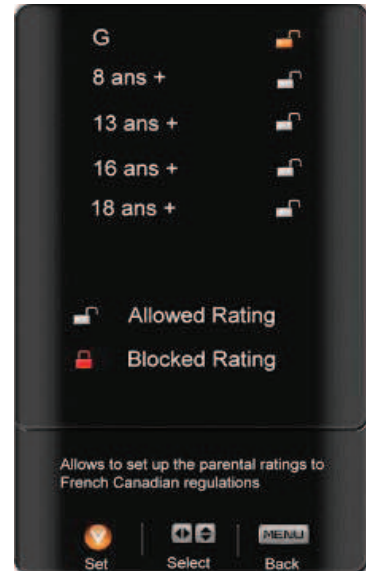 G
8 ans +
13 ans +
16 ans +
18 ans +
Allowed Rating
Blocked Rating
Allows to set up the parental ratings to
French Canadian regulations
MENU
Set Select Back